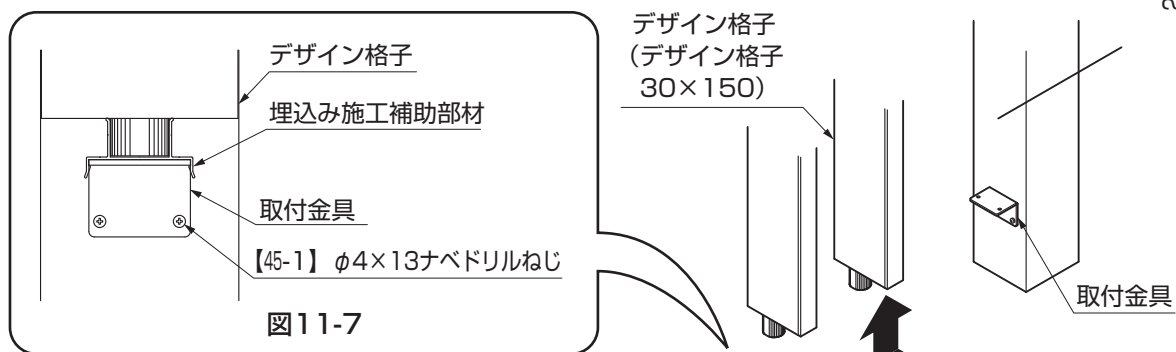 デザイン格子
埋込み施工補助部材
取付金具
【45-1】 φ4×13ナベドリルねじ
図11-7
デザイン格子
(デザイン格子
30×150)
取付金具